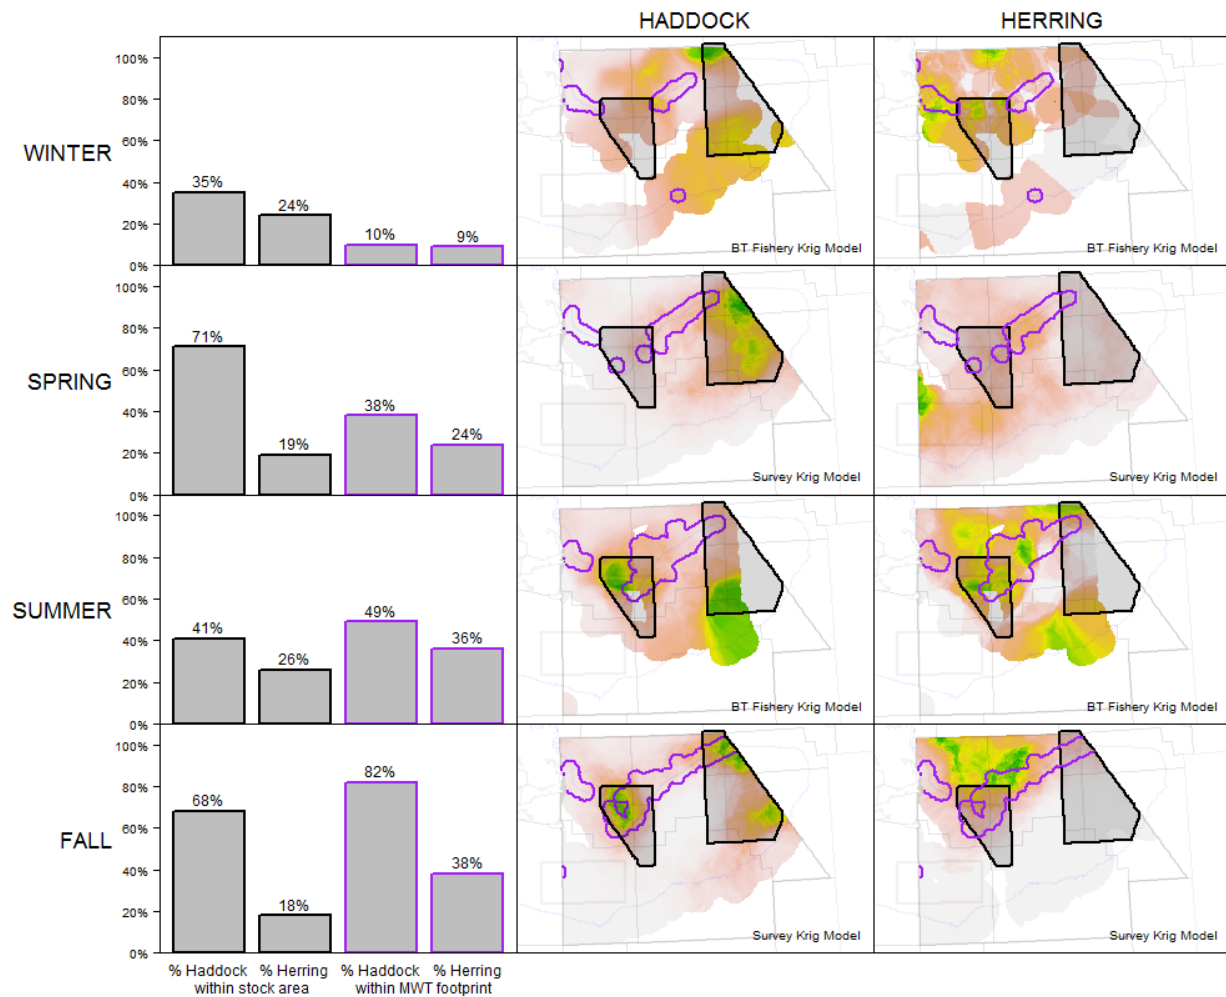 HADDOCK
HERRING
WINTER
100%
80%
60%
40%
20%
0%
35%
24%
10%
9%
BT Fishery Krig Model
BT Fishery Krig Model
SPRING
100%
80%
60%
40%
20%
0%
71%
19%
38%
24%
Survey Krig Model
Survey Krig Model
SUMMER
100%
80%
60%
40%
20%
0%
41%
26%
49%
36%
BT Fishery Krig Model
BT Fishery Krig Model
FALL
100%
80%
60%
40%
20%
0%
68%
18%
82%
38%
Survey Krig Model
Survey Krig Model
% Haddock % Herring % Haddock % Herring
within stock area within MWT footprint